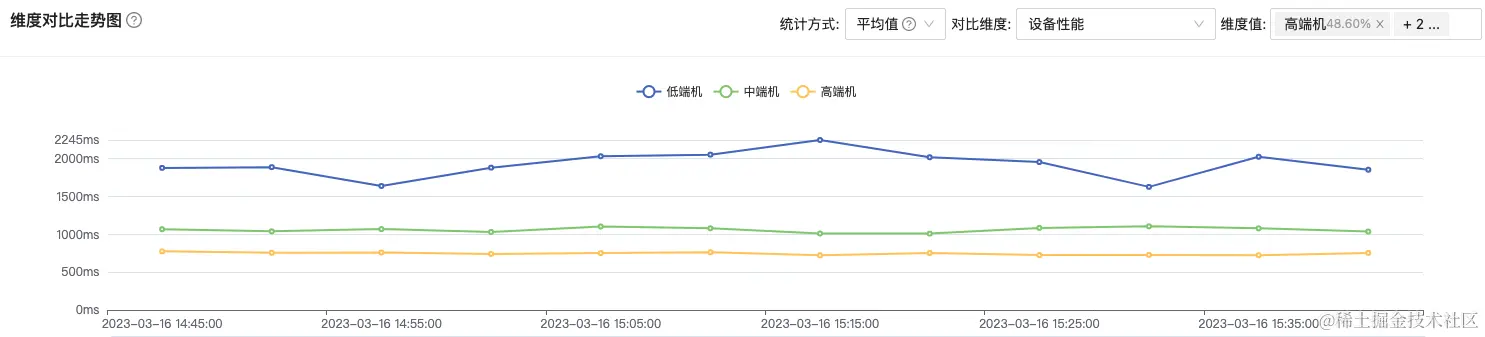 维度对比走势图 ?
统计方式: 平均值 ? 对比维度: 设备性能 维度值: 高端机48.60% × + 2 ...
低端机 中端机 高端机
2245ms
2000ms
1500ms
1000ms
500ms
0ms
2023-03-16 14:45:00 2023-03-16 14:55:00 2023-03-16 15:05:00 2023-03-16 15:15:00 2023-03-16 15:25:00 2023-03-16 15:35:00
@稀土掘金技术社区